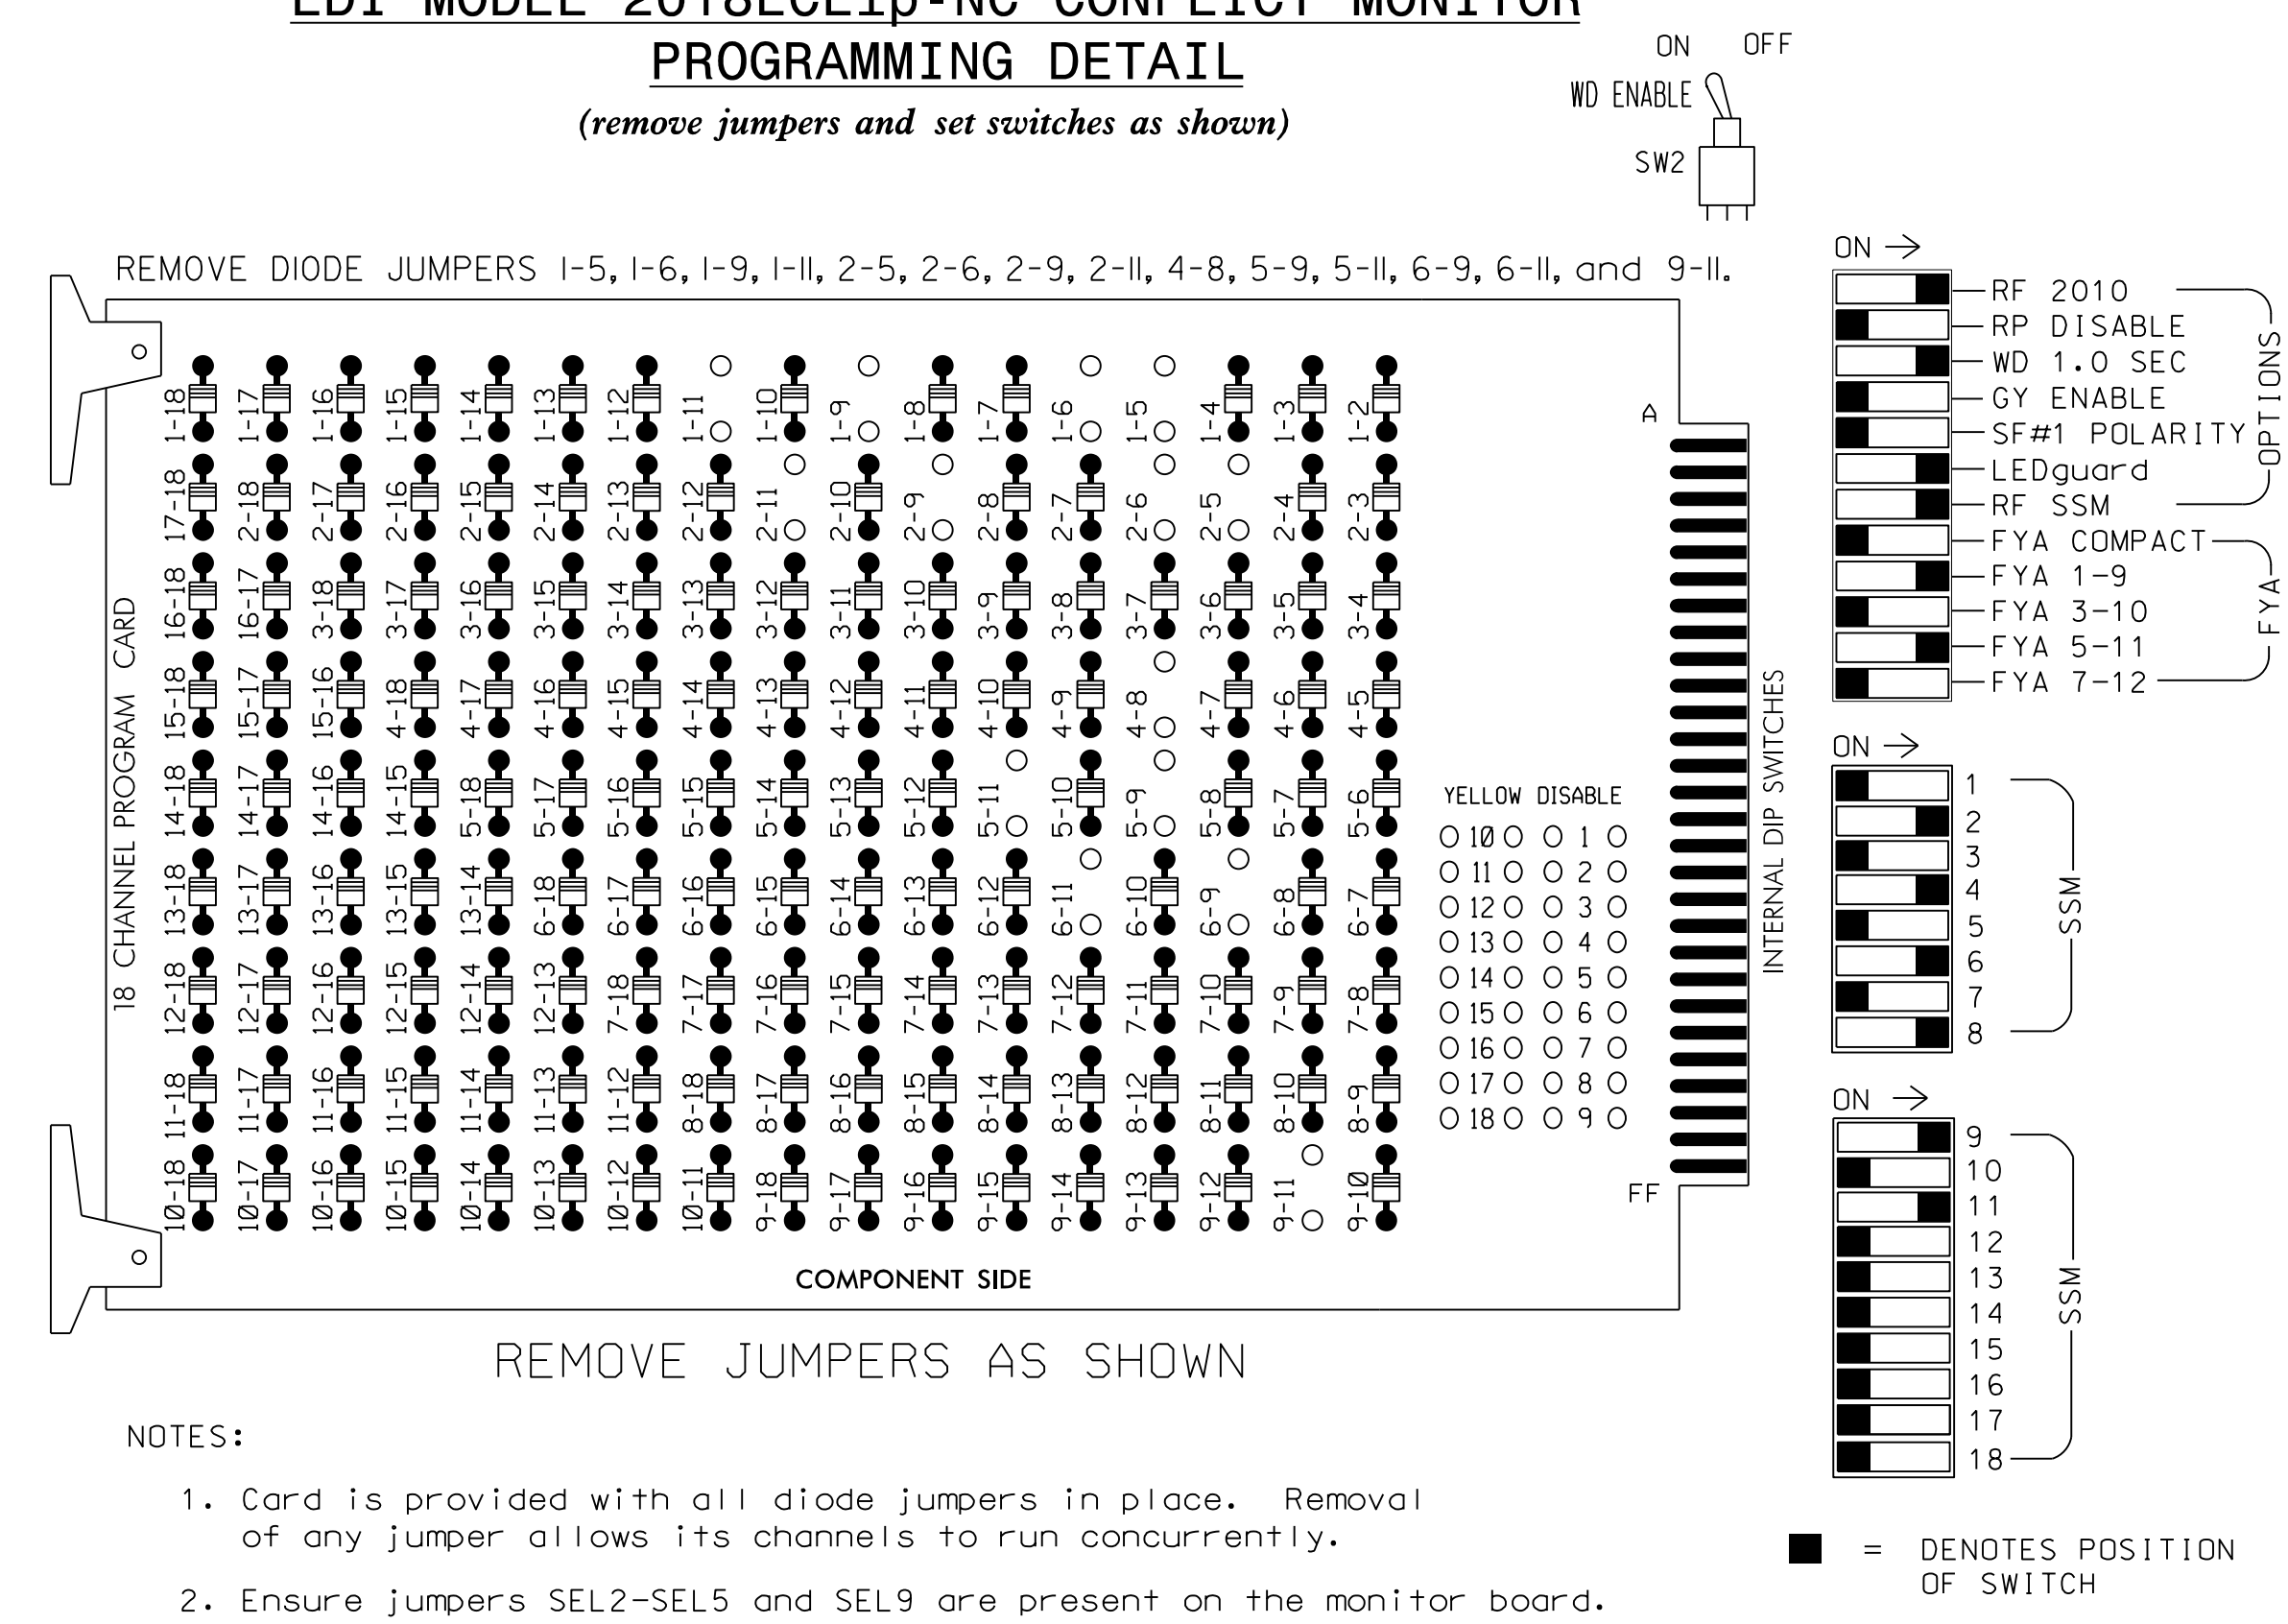 EDI MODEL 2018ECLip-NC CONFLICT MONITOR
PROGRAMMING DETAIL
(remove jumpers and set switches as shown)
ON OFF
WD ENABLE
SW2
REMOVE DIODE JUMPERS 1-5, 1-6, 1-9, 1-11, 2-5, 2-6, 2-9, 2-11, 4-8, 5-9, 5-11, 6-9, 6-11, and 9-11.
18 CHANNEL PROGRAM CARD
1-18 1-17 1-16 1-15 1-14 1-13 1-12 1-11 1-10 1-9 1-8 1-7 1-6 1-5 1-4 1-3 1-2
17-18 2-18 2-17 2-16 2-15 2-14 2-13 2-12 2-11 2-10 2-9 2-8 2-7 2-6 2-5 2-4 2-3
16-18 16-17 3-18 3-17 3-16 3-15 3-14 3-13 3-12 3-11 3-10 3-9 3-8 3-7 3-6 3-5 3-4
15-18 15-17 15-16 4-18 4-17 4-16 4-15 4-14 4-13 4-12 4-11 4-10 4-9 4-8 4-7 4-6 4-5
14-18 14-17 14-16 14-15 5-18 5-17 5-16 5-15 5-14 5-13 5-12 5-11 5-10 5-9 5-8 5-7 5-6
13-18 13-17 13-16 13-15 13-14 6-18 6-17 6-16 6-15 6-14 6-13 6-12 6-11 6-10 6-9 6-8 6-7
12-18 12-17 12-16 12-15 12-14 12-13 7-18 7-17 7-16 7-15 7-14 7-13 7-12 7-11 7-10 7-9 7-8
11-18 11-17 11-16 11-15 11-14 11-13 11-12 8-18 8-17 8-16 8-15 8-14 8-13 8-12 8-11 8-10 8-9
10-18 10-17 10-16 10-15 10-14 10-13 10-12 10-11 9-18 9-17 9-16 9-15 9-14 9-13 9-12 9-11 9-10
A
YELLOW DISABLE
10 1
11 2
12 3
13 4
14 5
15 6
16 7
17 8
18 9
FF
COMPONENT SIDE
INTERNAL DIP SWITCHES
ON
RF 2010
RP DISABLE
WD 1.0 SEC
GY ENABLE
SF#1 POLARITY
LEDguard
RF SSM
OPTIONS
FYA COMPACT
FYA 1-9
FYA 3-10
FYA 5-11
FYA 7-12
FYA
ON
1
2
3
4
5
6
7
8
SSM
ON
9
10
11
12
13
14
15
16
17
18
SSM
REMOVE JUMPERS AS SHOWN
NOTES:
1. Card is provided with all diode jumpers in place. Removal
of any jumper allows its channels to run concurrently.
2. Ensure jumpers SEL2-SEL5 and SEL9 are present on the monitor board.
= DENOTES POSITION
OF SWITCH